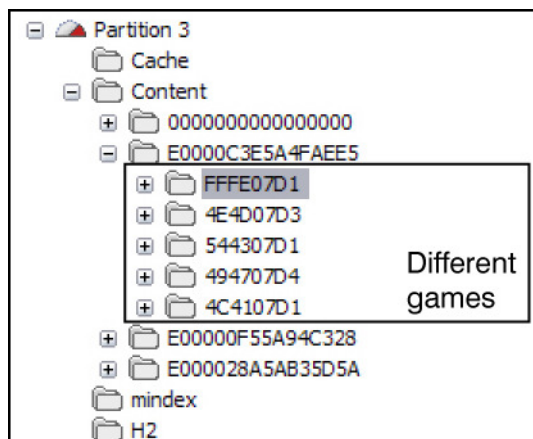 Partition 3
Cache
Content
0000000000000000
E0000C3E5A4FAEE5
FFFE07D1
4E4D07D3
544307D1
494707D4
4C4107D1
Different
games
E00000F55A94C328
E000028A5AB35D5A
mindex
H2